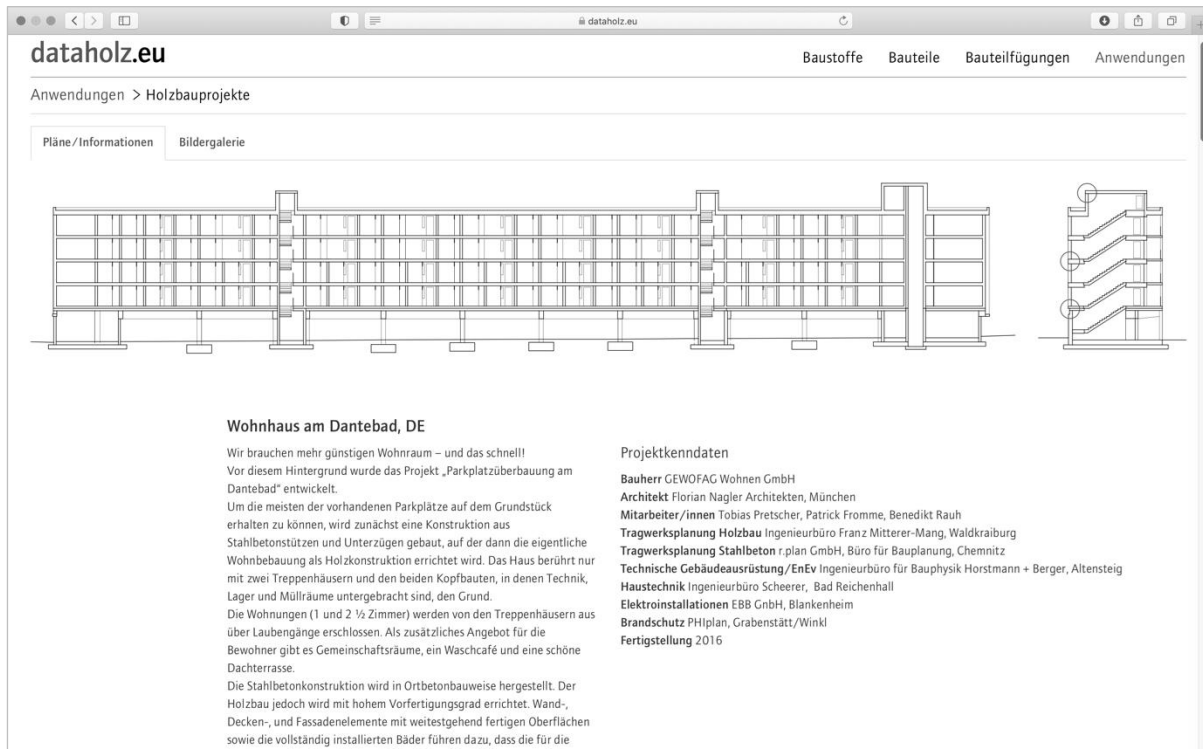 dataholz.eu
dataholz.eu
Baustoffe Bauteile Bauteilfügungen Anwendungen
Anwendungen > Holzbauprojekte
Pläne/Informationen Bildergalerie
Wohnhaus am Dantebad, DE
Wir brauchen mehr günstigen Wohnraum – und das schnell!
Vor diesem Hintergrund wurde das Projekt „Parkplatzüberbauung am
Dantebad“ entwickelt.
Um die meisten der vorhandenen Parkplätze auf dem Grundstück
erhalten zu können, wird zunächst eine Konstruktion aus
Stahlbetonstützen und Unterzügen gebaut, auf der dann die eigentliche
Wohnbebauung als Holzkonstruktion errichtet wird. Das Haus berührt nur
mit zwei Treppenhäusern und den beiden Kopfbauten, in denen Technik,
Lager und Müllräume untergebracht sind, den Grund.
Die Wohnungen (1 und 2 ½ Zimmer) werden von den Treppenhäusern aus
über Laubengänge erschlossen. Als zusätzliches Angebot für die
Bewohner gibt es Gemeinschaftsräume, ein Waschcafé und eine schöne
Dachterrasse.
Die Stahlbetonkonstruktion wird in Ortbetonbauweise hergestellt. Der
Holzbau jedoch wird mit hohem Vorfertigungsgrad errichtet. Wand-,
Decken-, und Fassadenelemente mit weitestgehend fertigen Oberflächen
sowie die vollständig installierten Bäder führen dazu, dass die für die
Projektkenndaten
Bauherr GEWOFAG Wohnen GmbH
Architekt Florian Nagler Architekten, München
Mitarbeiter/innen Tobias Pretscher, Patrick Fromme, Benedikt Rauh
Tragwerksplanung Holzbau Ingenieurbüro Franz Mitterer-Mang, Waldkraiburg
Tragwerksplanung Stahlbeton r.plan GmbH, Büro für Bauplanung, Chemnitz
Technische Gebäudeausrüstung/EnEv Ingenieurbüro für Bauphysik Horstmann + Berger, Altensteig
Haustechnik Ingenieurbüro Scheerer, Bad Reichenhall
Elektroinstallationen EBB GnbH, Blankenheim
Brandschutz PHIplan, Grabenstätt/Winkl
Fertigstellung 2016